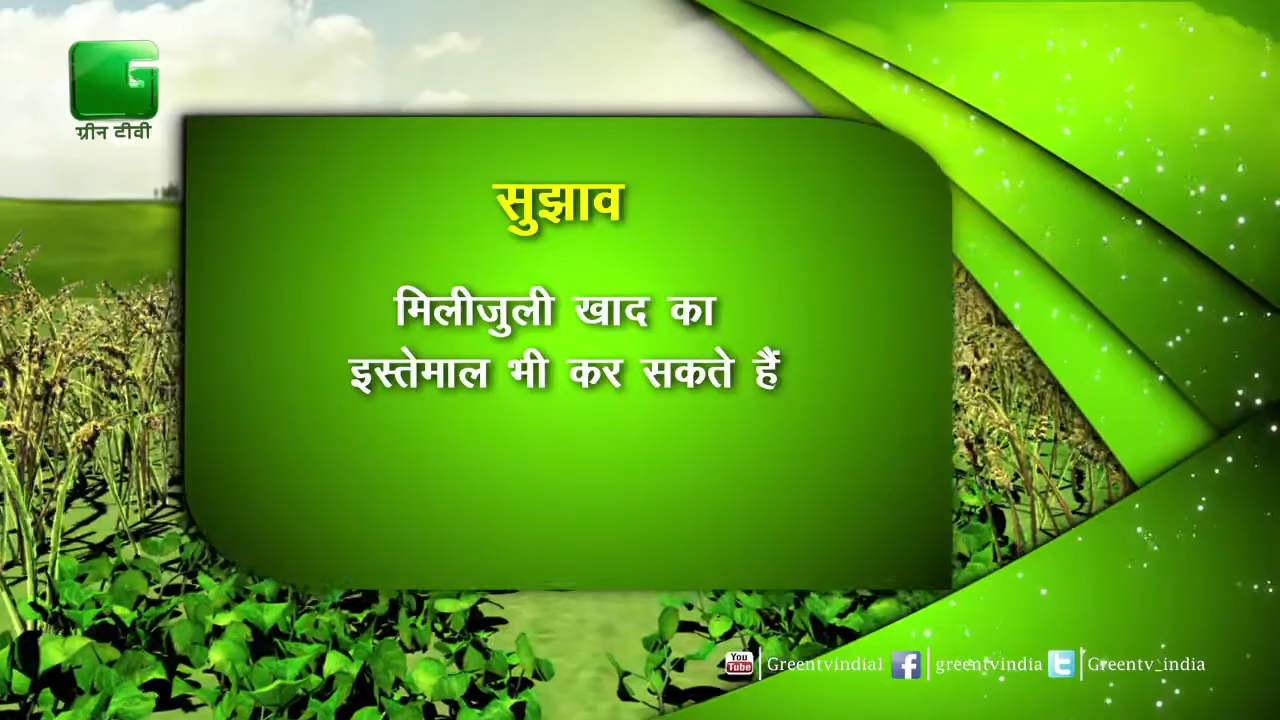 ग्रीन टीवी
सुझाव
मिलीजुली खाद का
इस्तेमाल भी कर सकते हैं
You Tube Greentvindia1 greentvindia Greentv_india